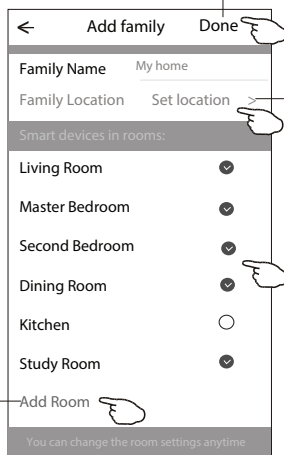 ← Add family Done
Family Name My home
Family Location Set location >
Smart devices in rooms:
Living Room
Master Bedroom
Second Bedroom
Dining Room
Kitchen
Study Room
Add Room
You can change the room settings anytime